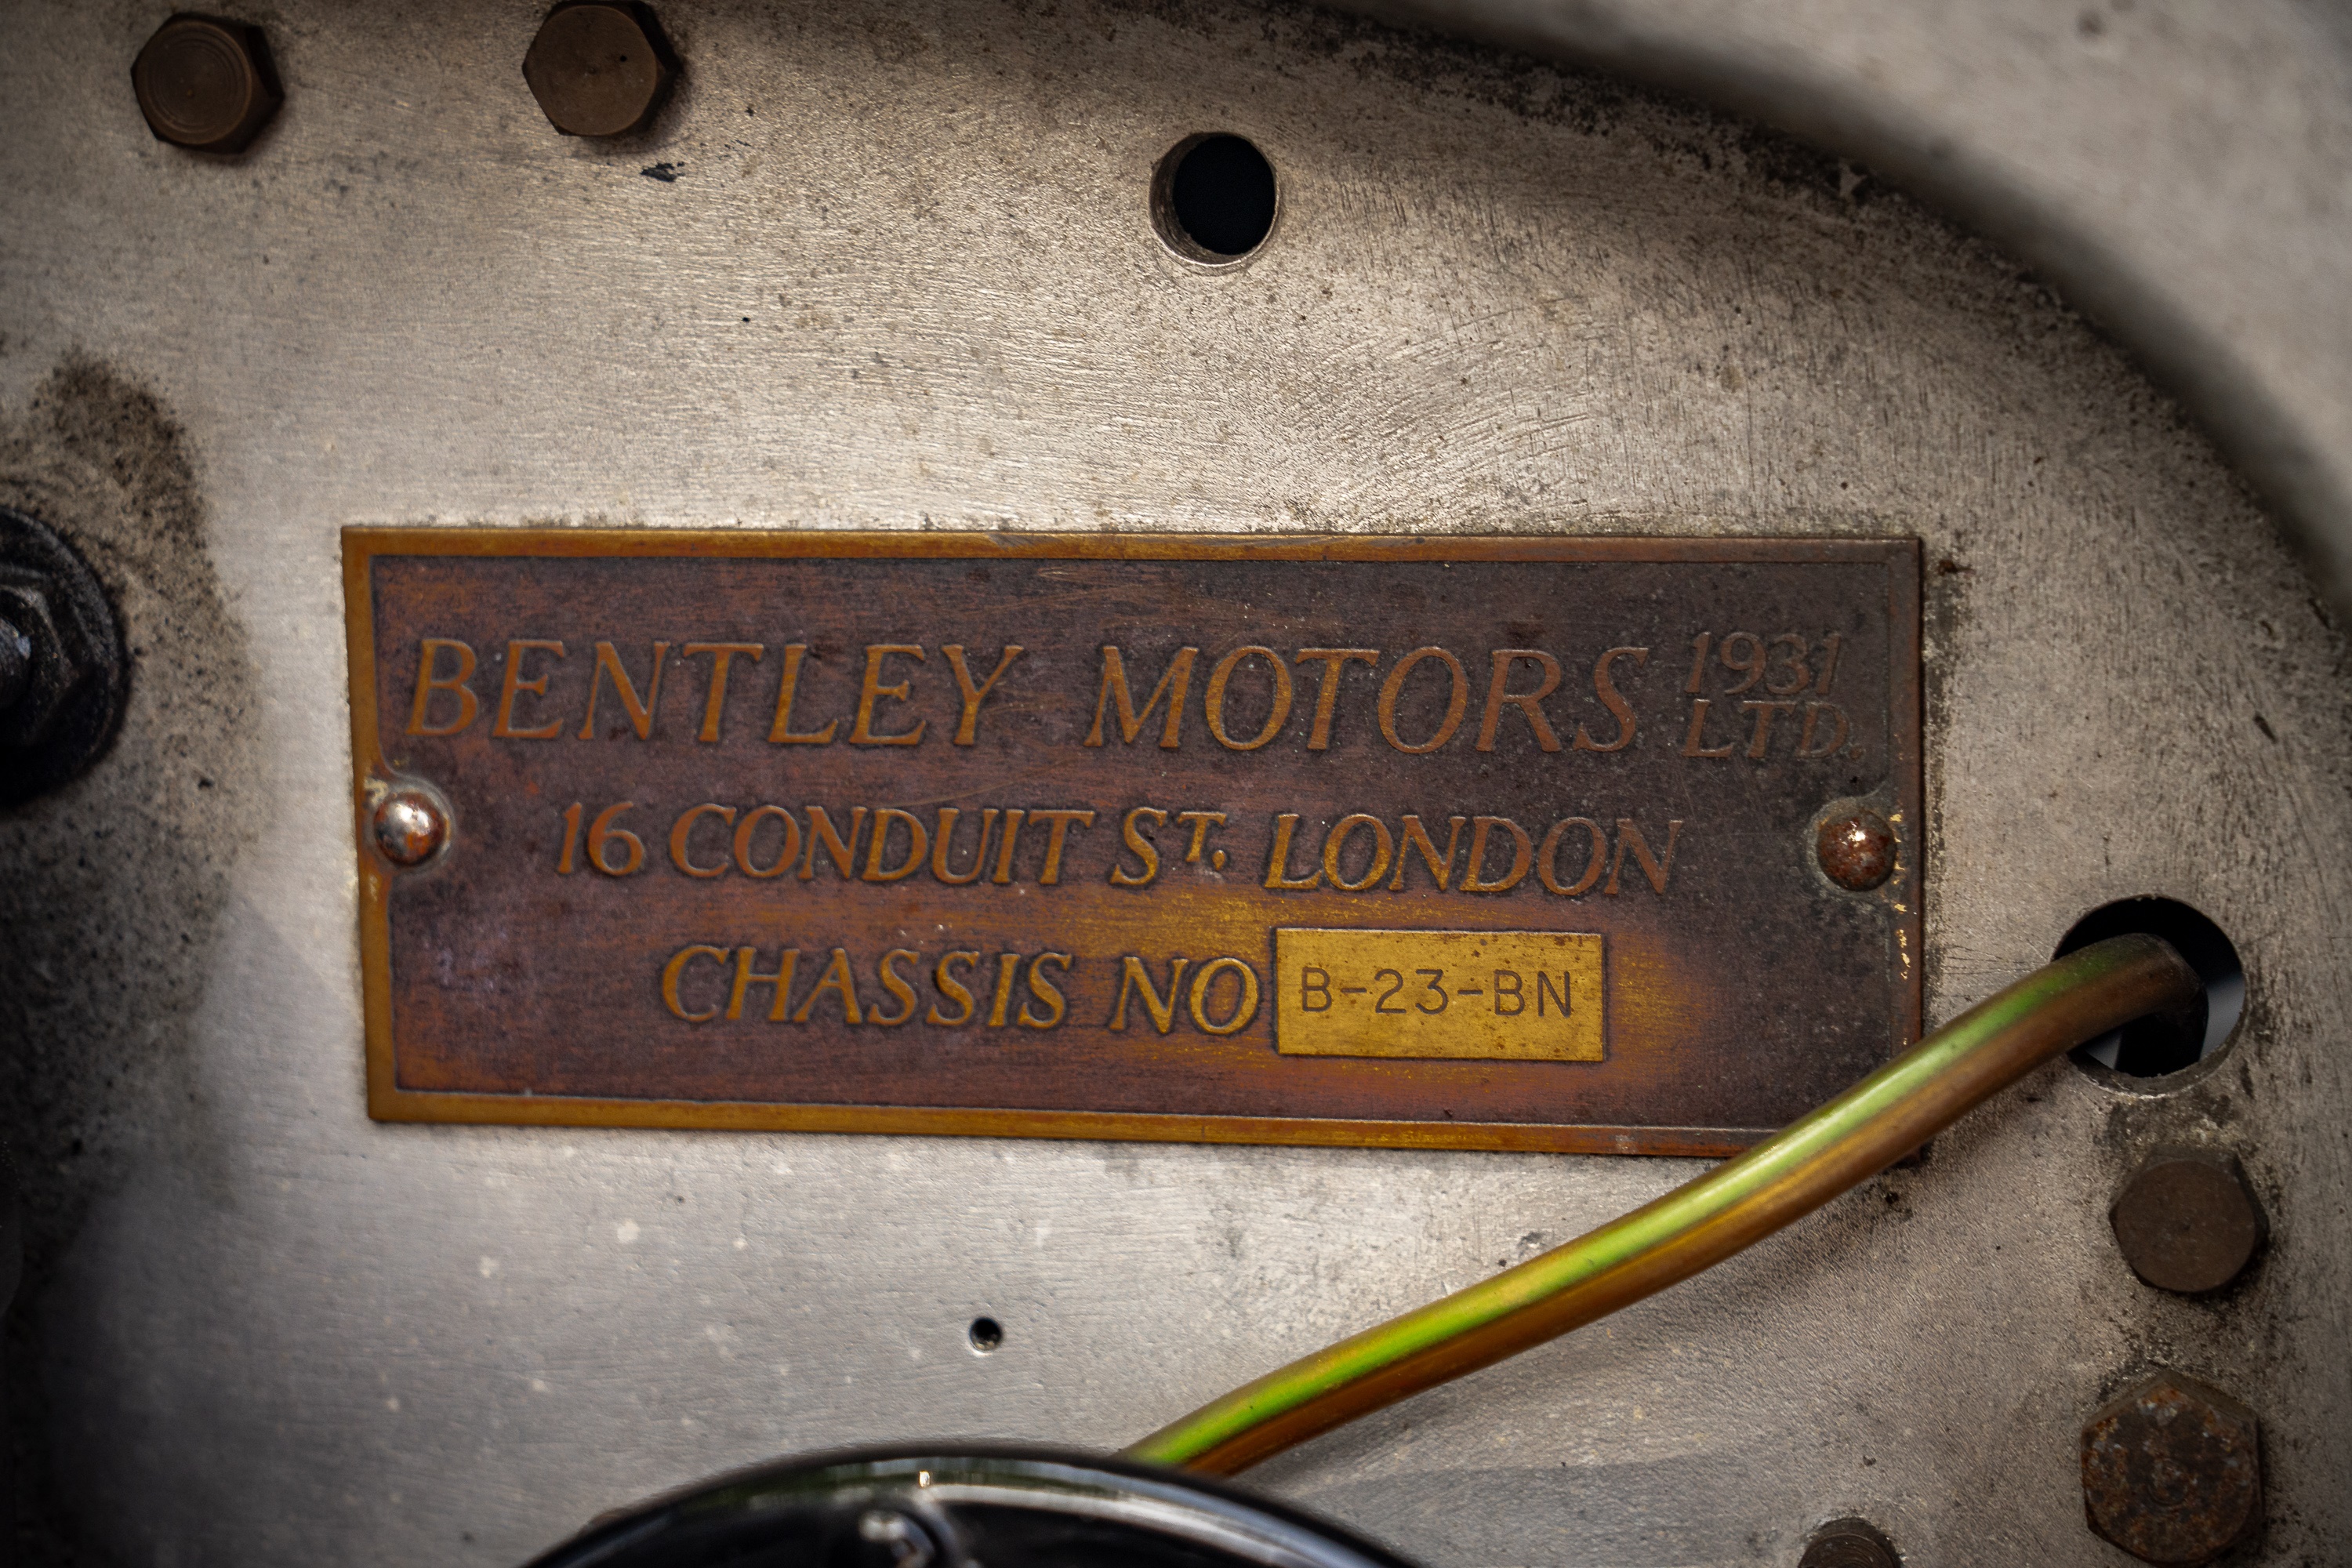 BENTLEY MOTORS 1931 LTD.
16 CONDUIT ST. LONDON
CHASSIS NO B-23-BN